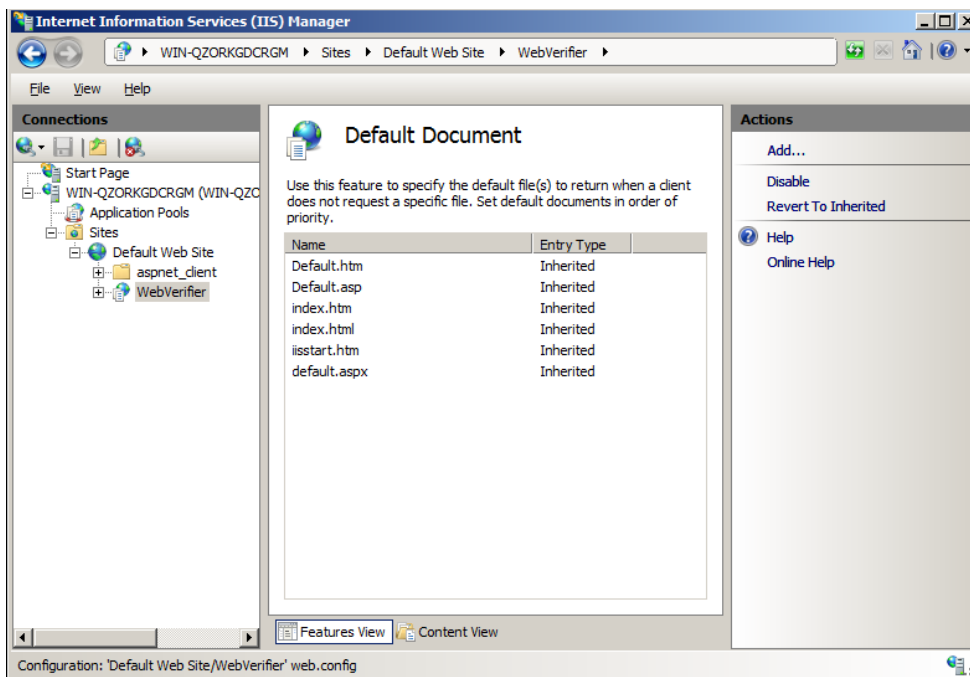 Internet Information Services (IIS) Manager
WIN-QZORKGDCRGM Sites Default Web Site WebVerifier
File View Help
Connections
Start Page
WIN-QZORKGDCRGM (WIN-QZO
Application Pools
Sites
Default Web Site
aspnet_client
WebVerifier
Default Document
Use this feature to specify the default file(s) to return when a client
does not request a specific file. Set default documents in order of
priority.
Name Entry Type
Default.htm Inherited
Default.asp Inherited
index.htm Inherited
index.html Inherited
iisstart.htm Inherited
default.aspx Inherited
Features View Content View
Actions
Add...
Disable
Revert To Inherited
Help
Online Help
Configuration: 'Default Web Site/WebVerifier' web.config